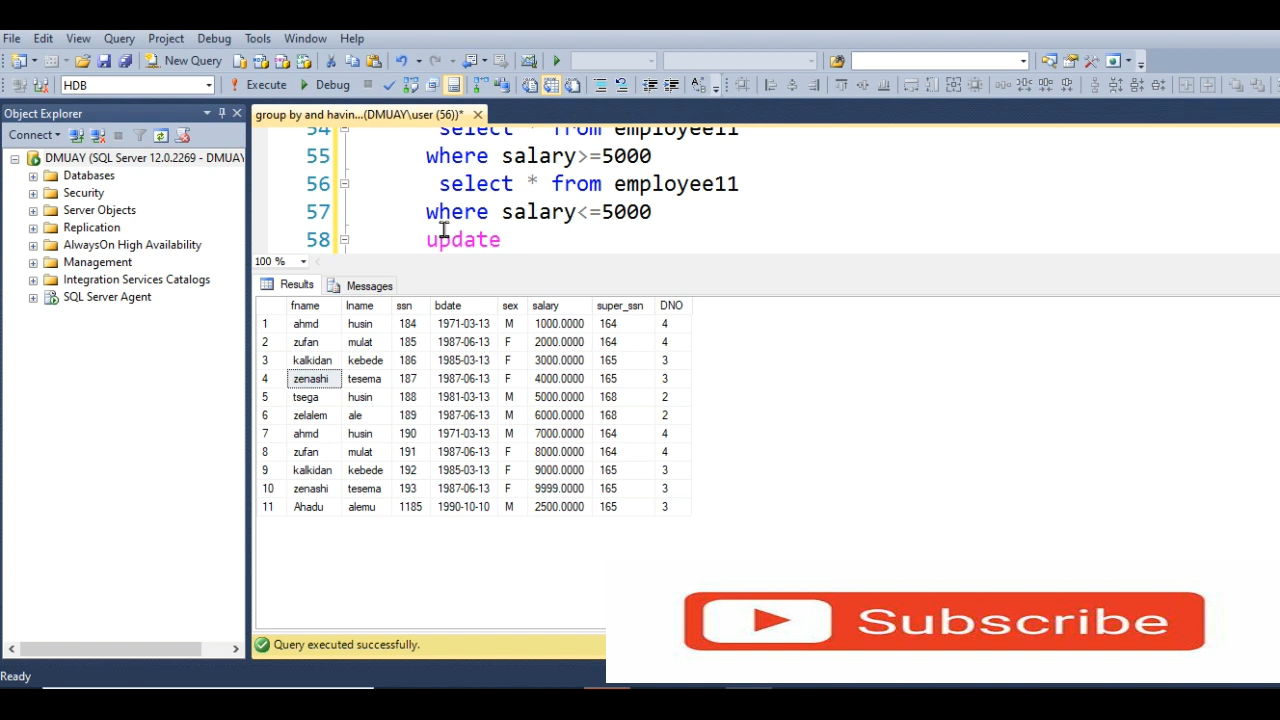 File Edit View Query Project Debug Tools Window Help
New Query
HDB Execute Debug
Object Explorer
Connect
DMUAY (SQL Server 12.0.2269 - DMUAY
Databases
Security
Server Objects
Replication
AlwaysOn High Availability
Management
Integration Services Catalogs
SQL Server Agent
group by and havin...(DMUAY\user (56))*
54 select * from employee11
55 where salary>=5000
56 select * from employee11
57 where salary<=5000
58 update
100 %
Results Messages
fname lname ssn bdate sex salary super_ssn DNO
1 ahmd husin 184 1971-03-13 M 1000.0000 164 4
2 zufan mulat 185 1987-06-13 F 2000.0000 164 4
3 kalkidan kebede 186 1985-03-13 F 3000.0000 165 3
4 zenashi tesema 187 1987-06-13 F 4000.0000 165 3
5 tsega husin 188 1981-03-13 M 5000.0000 168 2
6 zelalem ale 189 1987-06-13 M 6000.0000 168 2
7 ahmd husin 190 1971-03-13 M 7000.0000 164 4
8 zufan mulat 191 1987-06-13 F 8000.0000 164 4
9 kalkidan kebede 192 1985-03-13 F 9000.0000 165 3
10 zenashi tesema 193 1987-06-13 F 9999.0000 165 3
11 Ahadu alemu 1185 1990-10-10 M 2500.0000 165 3
Subscribe
Query executed successfully.
Ready